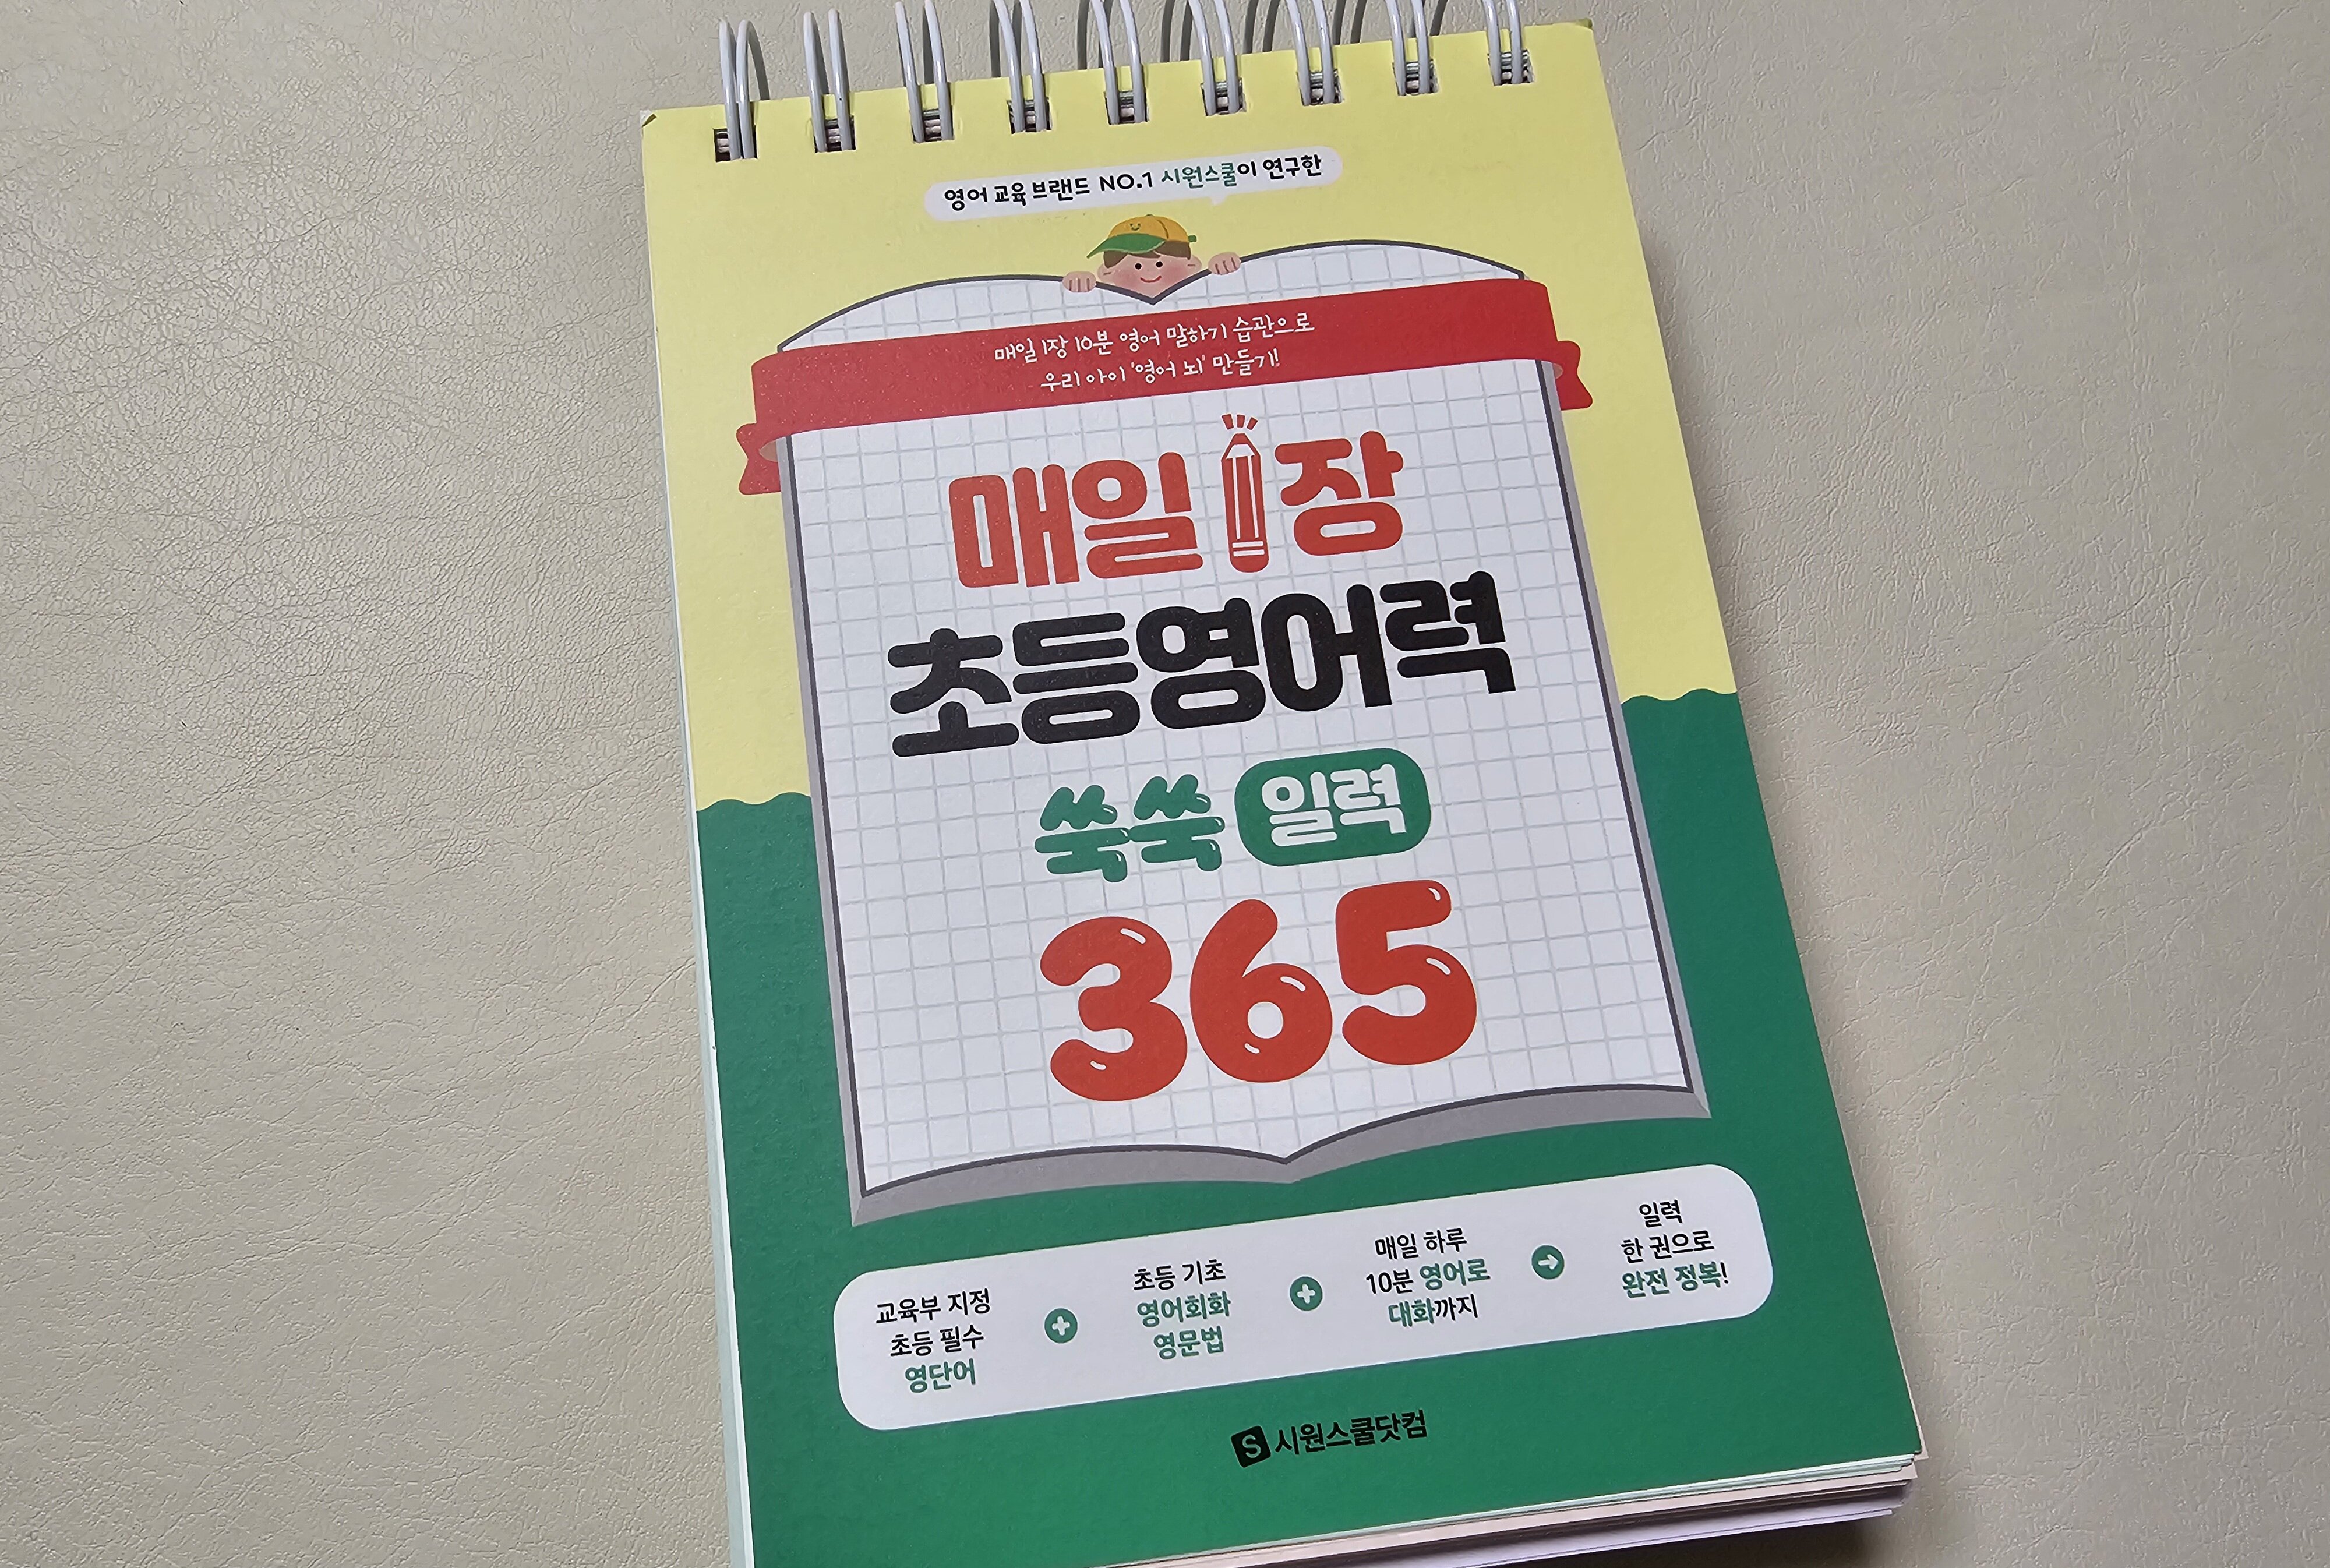 영어 교육 브랜드 NO.1 시원스쿨이 연구한
매일 1장 10분 영어 말하기 습관으로
우리 아이 '영어 뇌' 만들기!
매일 1장
초등영어력
쑥쑥 일력
365
교육부 지정
초등 필수
영단어
초등 기초
영어회화
영문법
매일 하루
10분 영어로
대화까지
일력
한 권으로
완전 정복!
S 시원스쿨닷컴